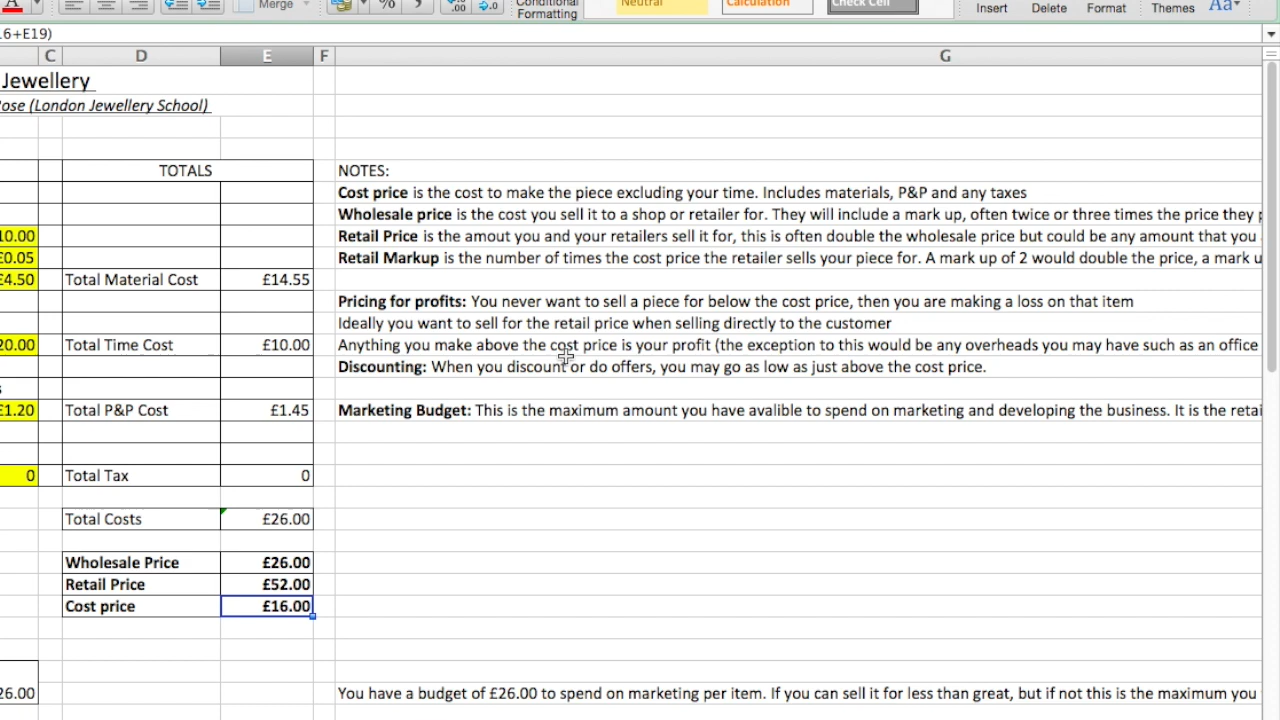 Merge
%
Conditional
Formatting
Neutral
Calculation
Check Cell
Insert
Delete
Format
Themes
Aa
16+E19)
C D E F G
Jewellery
(London Jewellery School)
TOTALS
NOTES:
Cost price is the cost to make the piece excluding your time. Includes materials, P&P and any taxes
Wholesale price is the cost you sell it to a shop or retailer for. They will include a mark up, often twice or three times the price they
10.00 Retail Price is the amout you and your retailers sell it for, this is often double the wholesale price but could be any amount that you
£0.05 Retail Markup is the number of times the cost price the retailer sells your piece for. A mark up of 2 would double the price, a mark
£4.50 Total Material Cost £14.55
Pricing for profits: You never want to sell a piece for below the cost price, then you are making a loss on that item
Ideally you want to sell for the retail price when selling directly to the customer
20.00 Total Time Cost £10.00 Anything you make above the cost price is your profit (the exception to this would be any overheads you may have such as an office
Discounting: When you discount or do offers, you may go as low as just above the cost price.
£1.20 Total P&P Cost £1.45 Marketing Budget: This is the maximum amount you have avalible to spend on marketing and developing the business. It is the retai
0 Total Tax 0
Total Costs £26.00
Wholesale Price £26.00
Retail Price £52.00
Cost price £16.00
26.00 You have a budget of £26.00 to spend on marketing per item. If you can sell it for less than great, but if not this is the maximum you